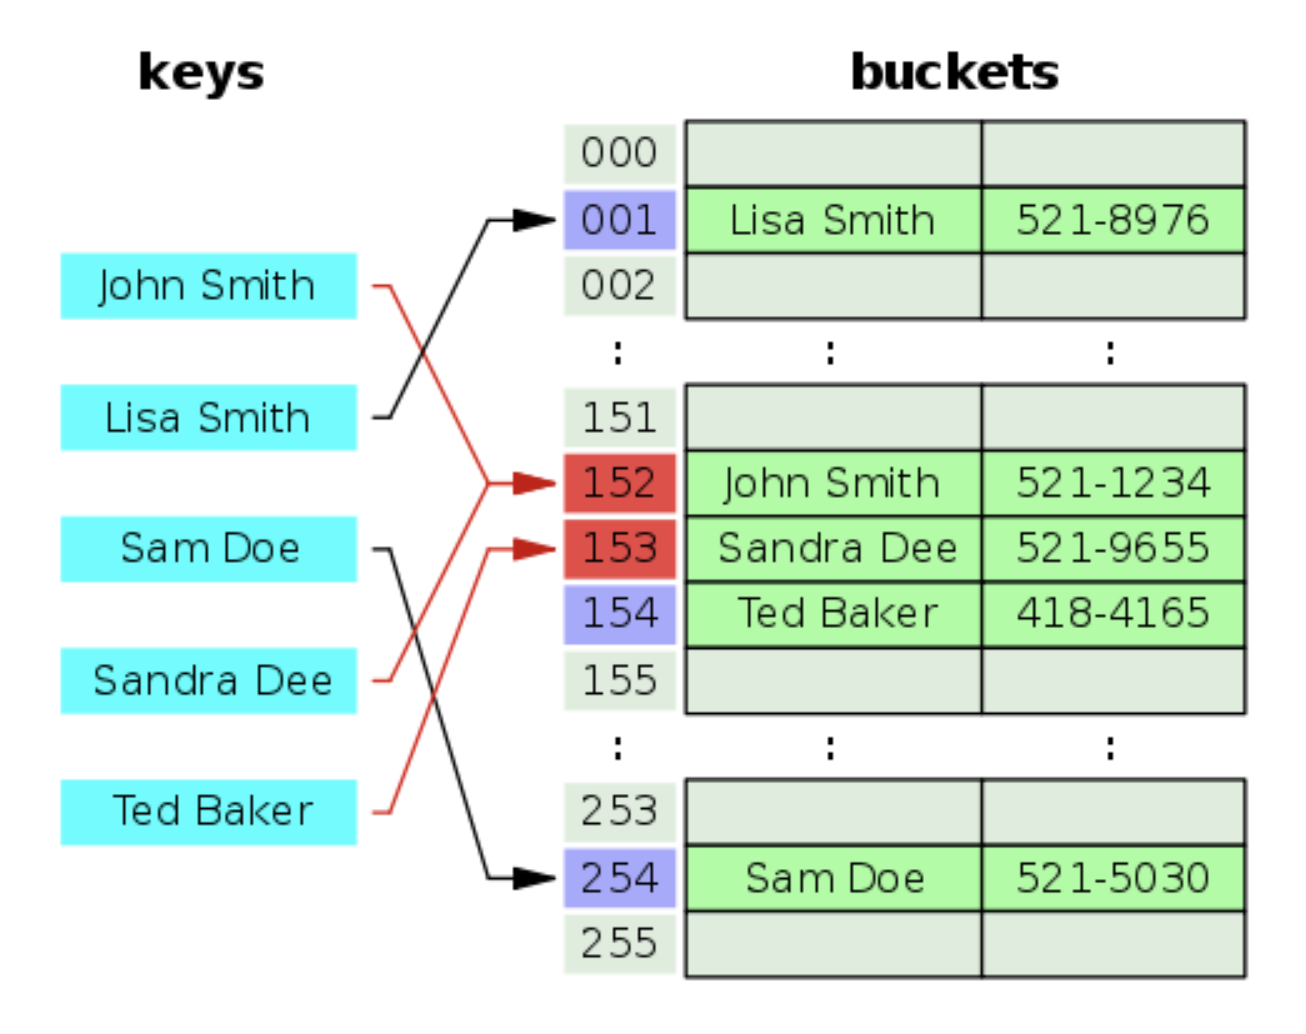 keys
buckets
John Smith
Lisa Smith
Sam Doe
Sandra Dee
Ted Baker
000
001 Lisa Smith 521-8976
002
: : :
151
152 John Smith 521-1234
153 Sandra Dee 521-9655
154 Ted Baker 418-4165
155
: : :
253
254 Sam Doe 521-5030
255